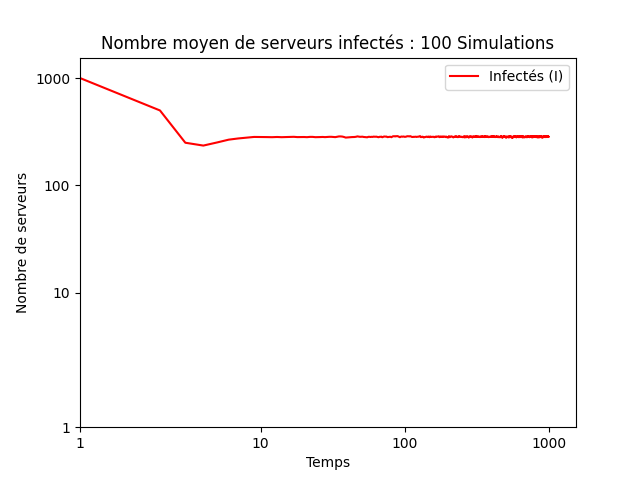 Nombre moyen de serveurs infectés : 100 Simulations
Infectés (I)
1000
100
10
1
Nombre de serveurs
1
10
100
1000
Temps